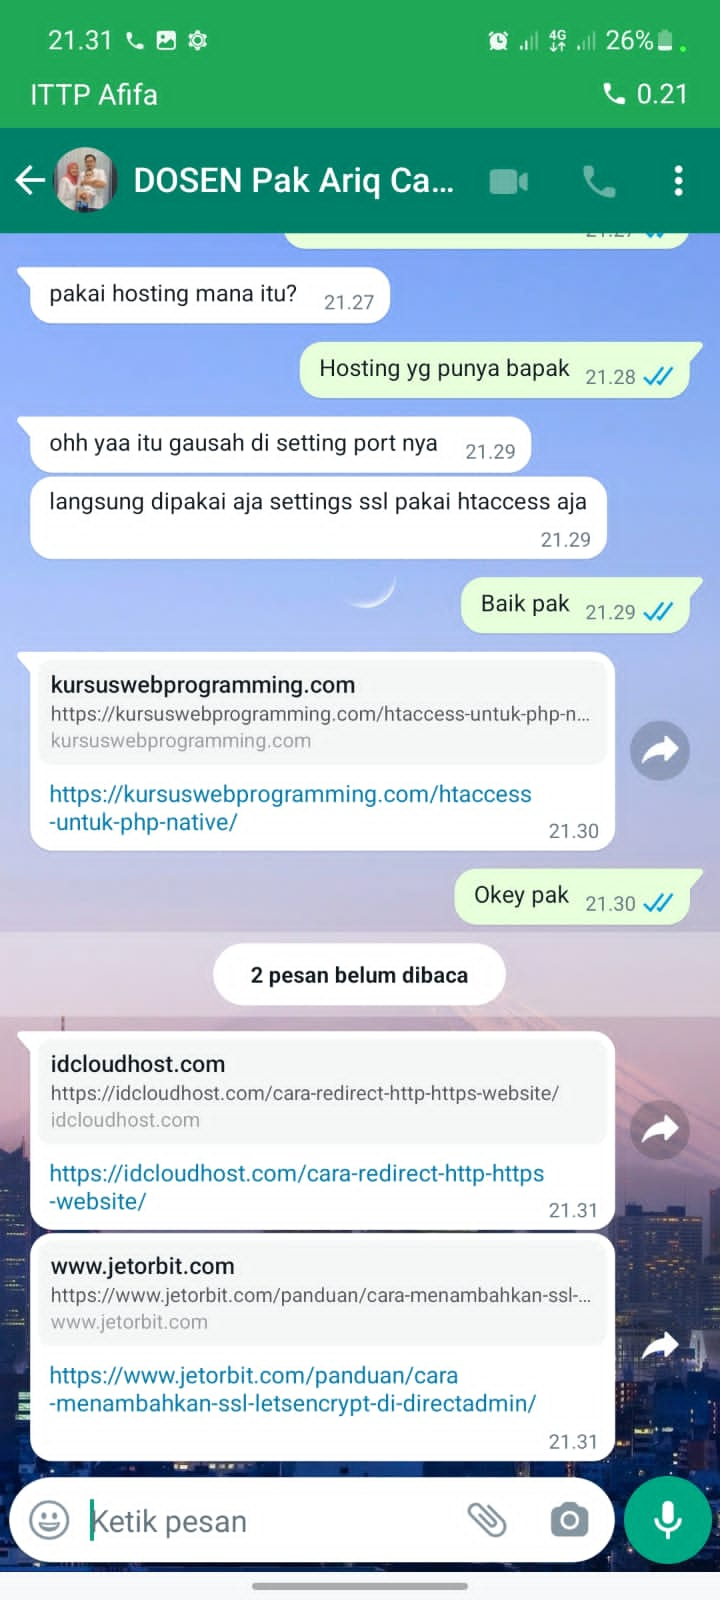 21.31 4G 26%
ITTP Afifa 0.21
DOSEN Pak Ariq Ca...
21.27
pakai hosting mana itu? 21.27
Hosting yg punya bapak 21.28
ohh yaa itu gausah di setting port nya 21.29
langsung dipakai aja settings ssl pakai htaccess aja
21.29
Baik pak 21.29
kursuswebprogramming.com
https://kursuswebprogramming.com/htaccess-untuk-php-n...
kursuswebprogramming.com
https://kursuswebprogramming.com/htaccess
-untuk-php-native/
21.30
Okey pak 21.30
2 pesan belum dibaca
idcloudhost.com
https://idcloudhost.com/cara-redirect-http-https-website/
idcloudhost.com
https://idcloudhost.com/cara-redirect-http-https
-website/
21.31
www.jetorbit.com
https://www.jetorbit.com/panduan/cara-menambahkan-ssl-...
www.jetorbit.com
https://www.jetorbit.com/panduan/cara
-menambahkan-ssl-letsencrypt-di-directadmin/
21.31
Ketik pesan